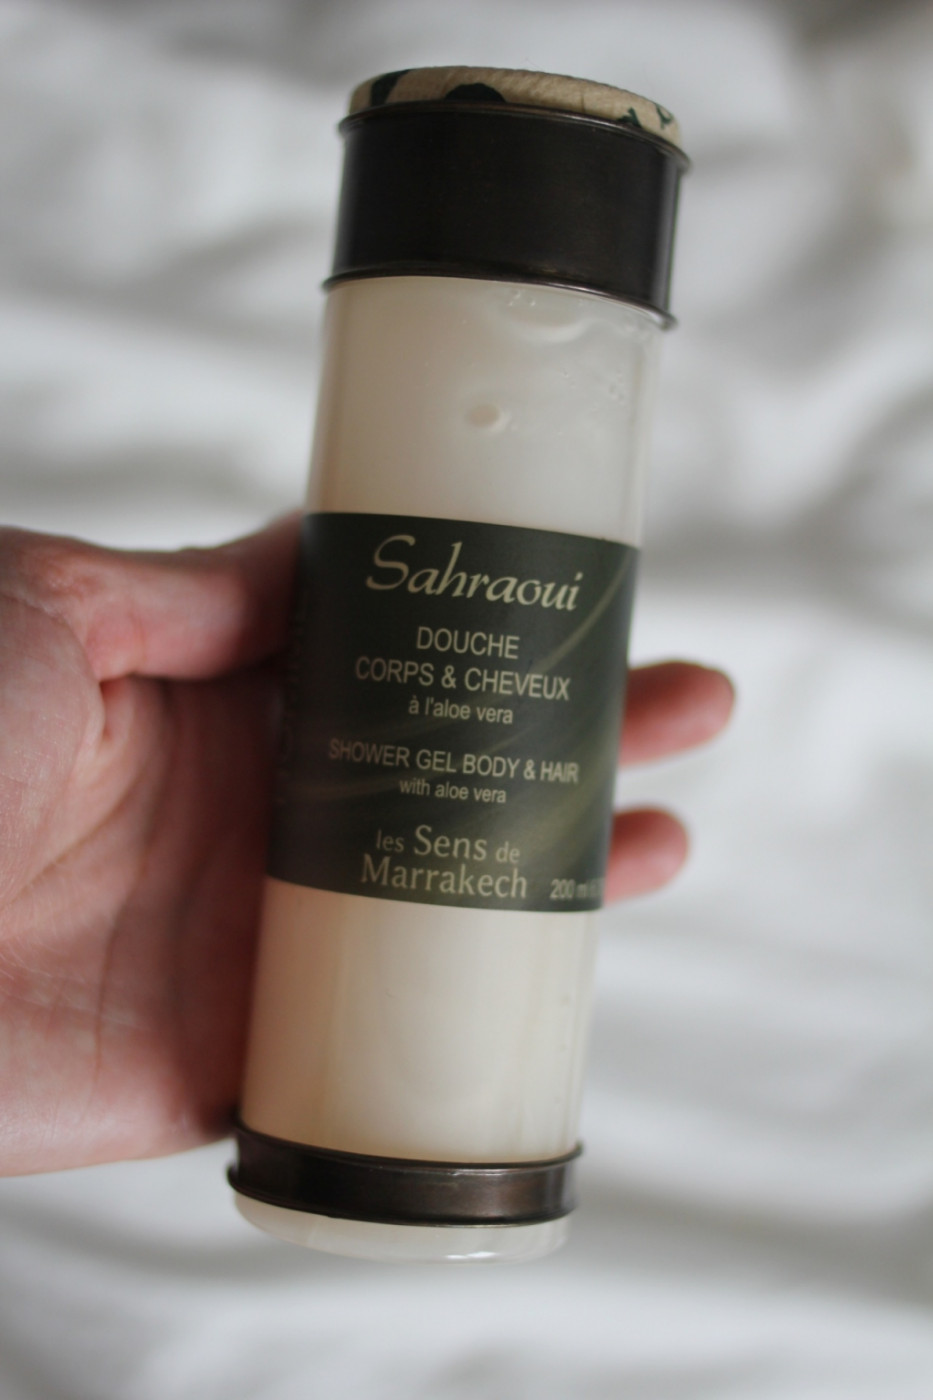 Sahraoui
DOUCHE
CORPS & CHEVEUX
à l'aloe vera
SHOWER GEL BODY & HAIR
with aloe vera
les Sens de
Marrakech
200 ml